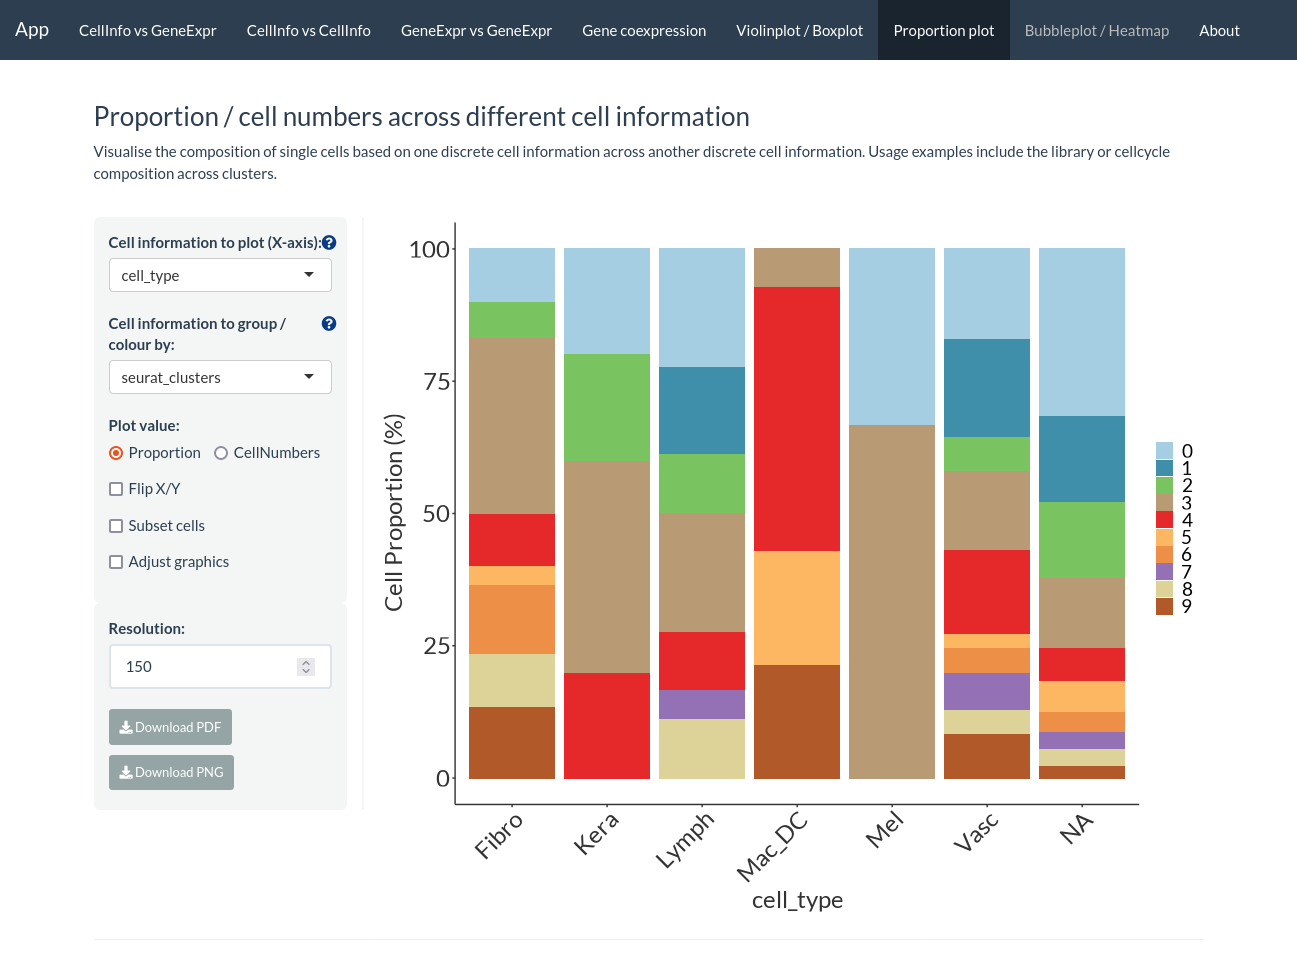 App CellInfo vs GeneExpr CellInfo vs CellInfo GeneExpr vs GeneExpr Gene coexpression Violinplot / Boxplot Proportion plot Bubbleplot / Heatmap About
Proportion / cell numbers across different cell information
Visualise the composition of single cells based on one discrete cell information across another discrete cell information. Usage examples include the library or cellcycle
composition across clusters.
Cell information to plot (X-axis): ?
cell_type
Cell information to group / ?
colour by:
seurat_clusters
Plot value:
Proportion CellNumbers
Flip X/Y
Subset cells
Adjust graphics
Resolution:
150
Download PDF
Download PNG
Cell Proportion (%)
100
75
50
25
0
Fibro Kera Lymph Mac_DC Mel Vasc NA
cell_type
0
1
2
3
4
5
6
7
8
9